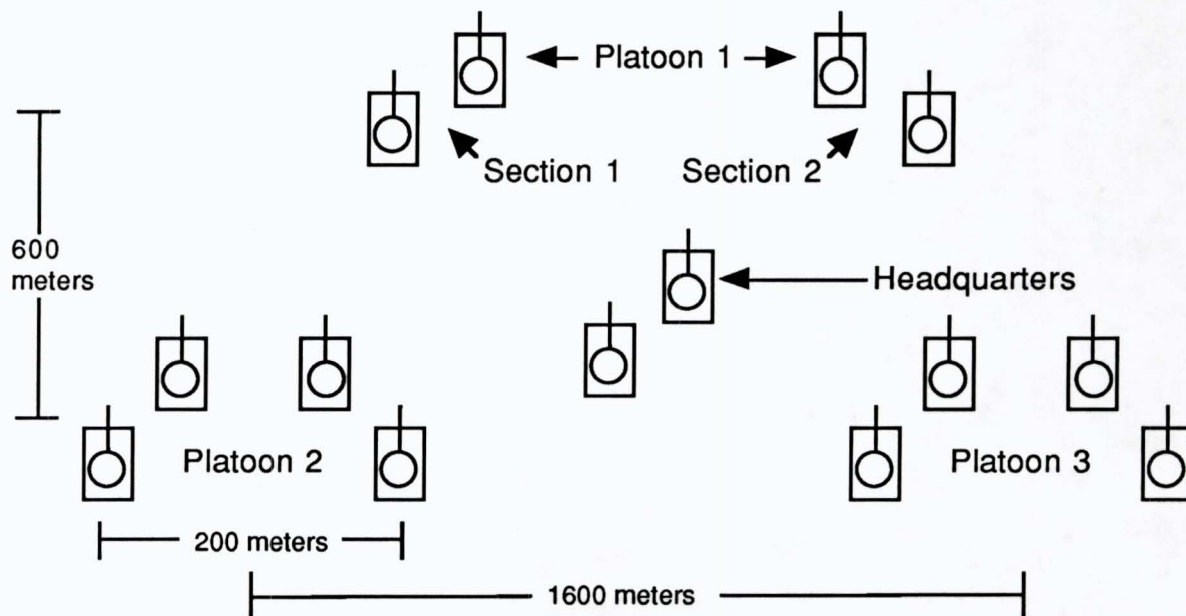 Platoon 1
Section 1
Section 2
600
meters
Headquarters
Platoon 2
Platoon 3
200 meters
1600 meters